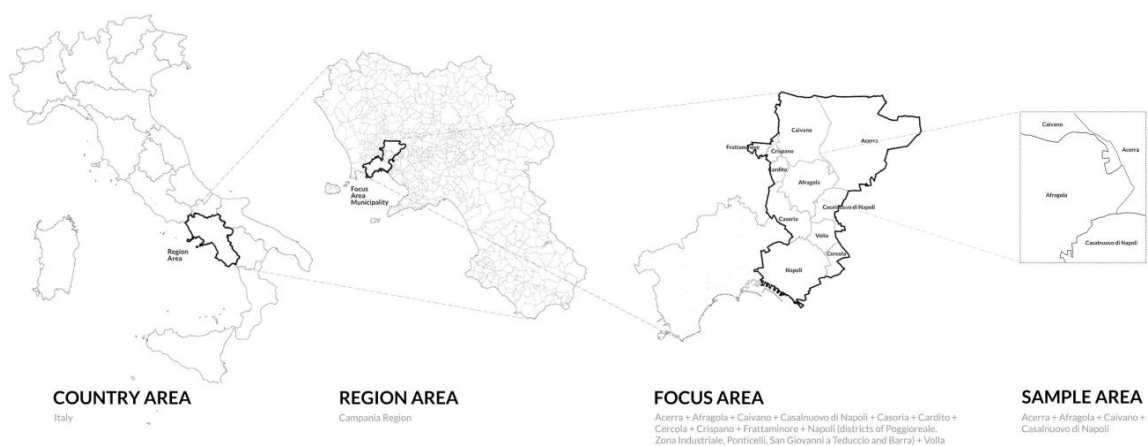 Region
Area
Focus
Area
Municipality
Caivano
Acerra
Frattaminore
Crispano
Cardito
Afragola
Casalnuovo di Napoli
Casoria
Volla
Cercola
Napoli
Caivano
Acerra
Afragola
Casalnuovo di Napoli
COUNTRY AREA
Italy
REGION AREA
Campania Region
FOCUS AREA
Acerra + Afragola + Caivano + Casalnuovo di Napoli + Casoria + Cardito +
Cercola + Crispano + Frattaminore + Napoli (districts of Poggioreale.
Zona Industriale, Ponticelli, San Giovanni a Teduccio and Barra) + Volla
SAMPLE AREA
Acerra + Afragola + Caivano +
Casalnuovo di Napoli